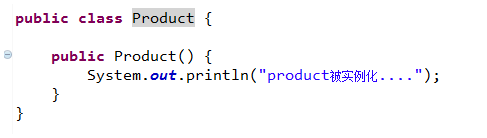 public class Product {
public Product() {
System.out.println("product被实例化....");
}
}